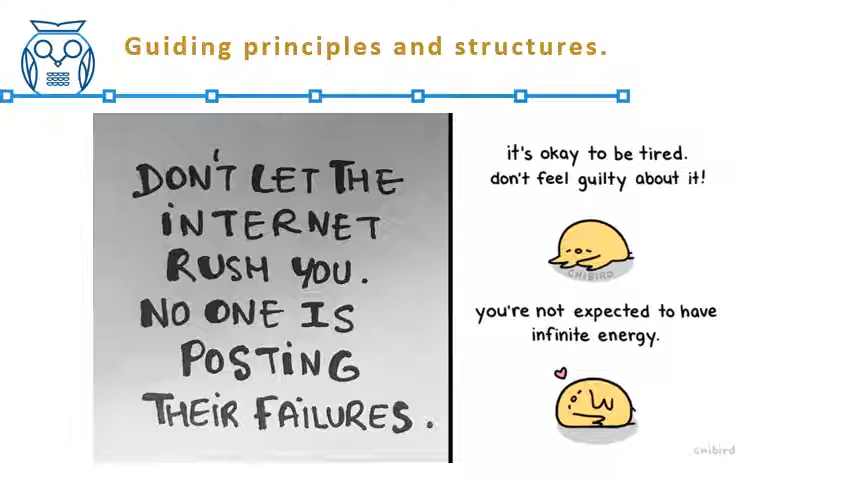 Guiding principles and structures.
DON'T LET THE
INTERNET
RUSH YOU.
NO ONE IS
POSTING
THEIR FAILURES.
it's okay to be tired.
don't feel guilty about it!
CHIBIRD
you're not expected to have
infinite energy.
chibird